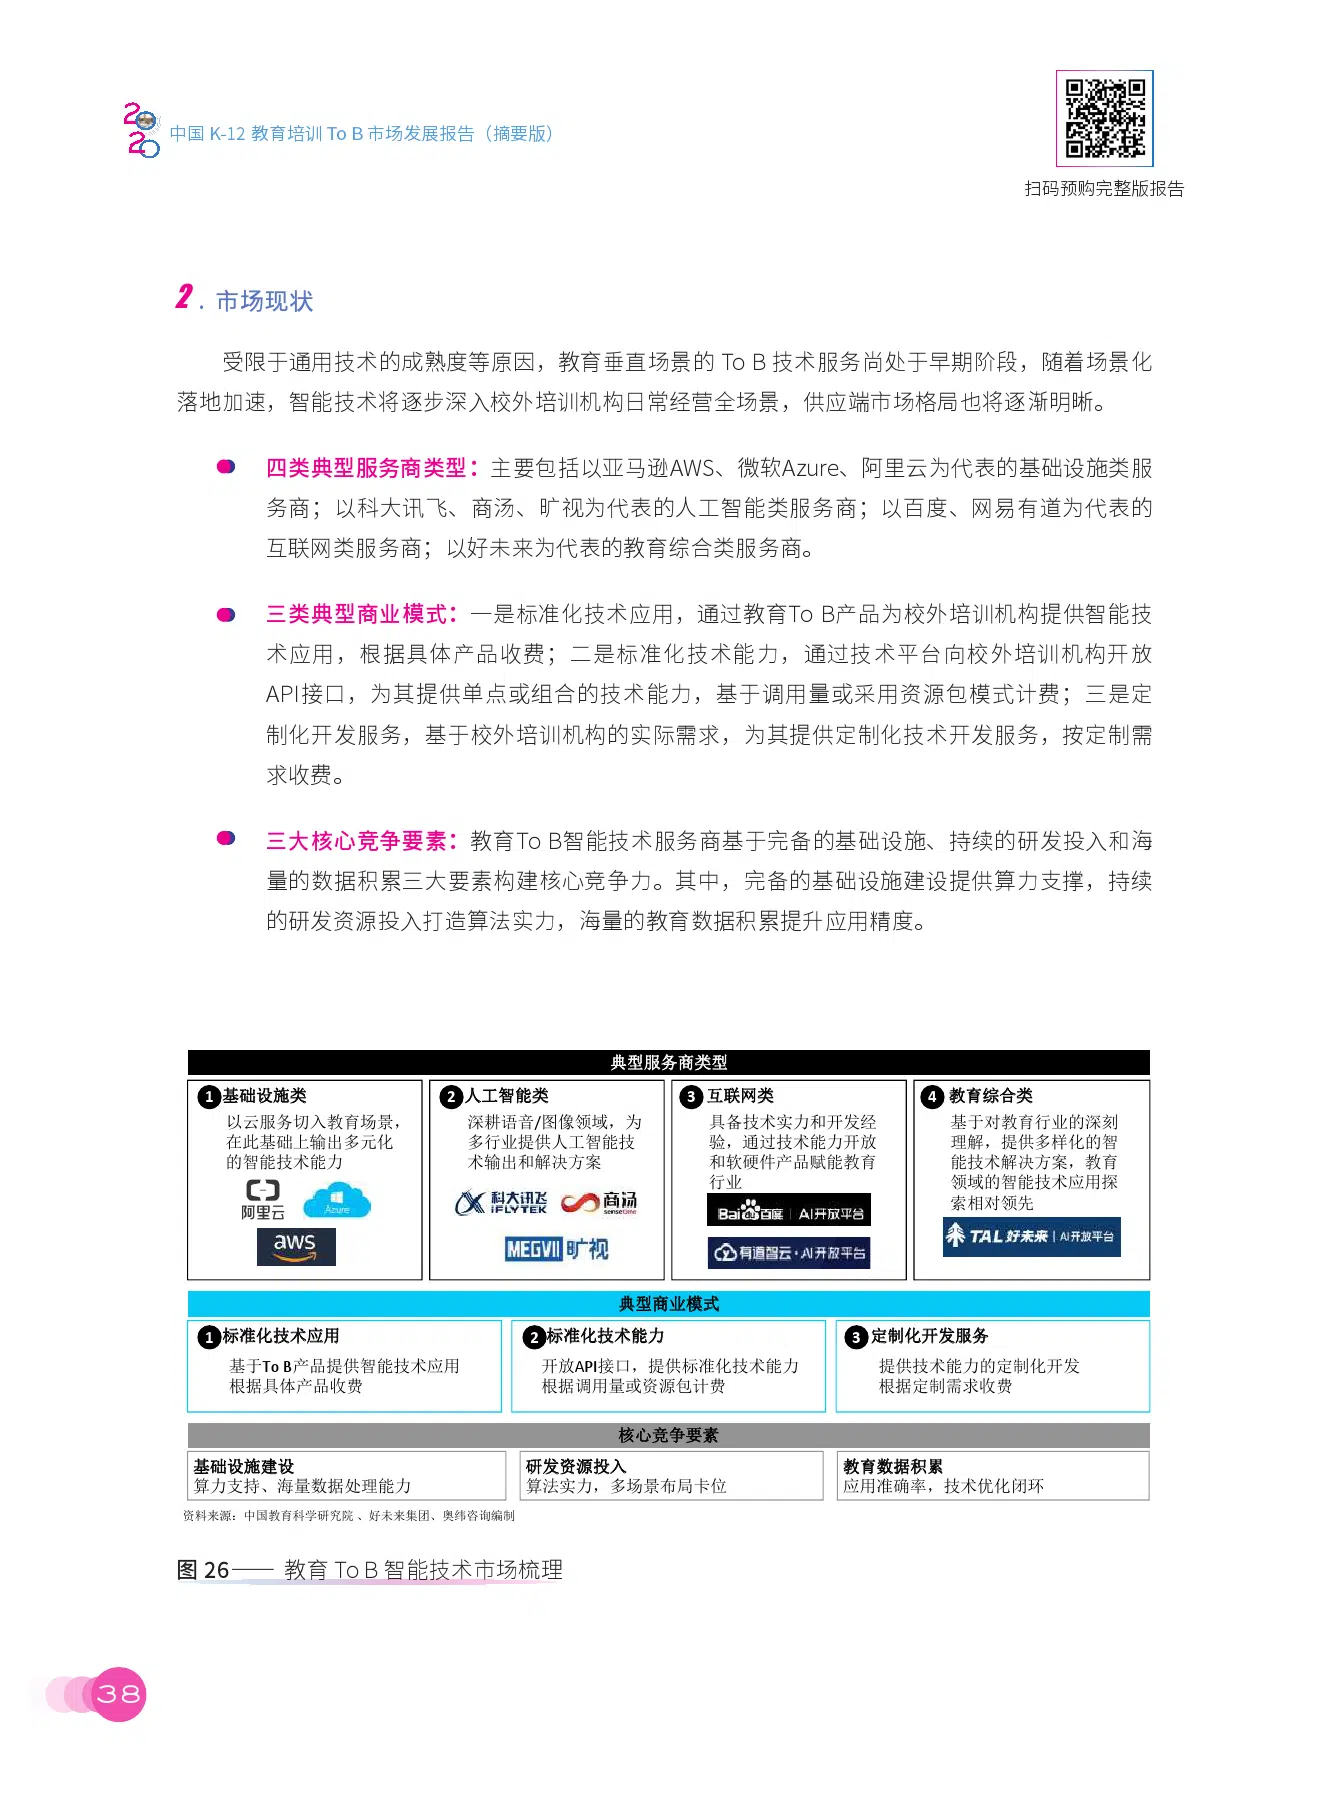 2020
中国 K-12 教育培训 To B 市场发展报告（摘要版）
扫码预购完整版报告
2 . 市场现状
受限于通用技术的成熟度等原因，教育垂直场景的 To B 技术服务尚处于早期阶段，随着场景化
落地加速，智能技术将逐步深入校外培训机构日常经营全场景，供应端市场格局也将逐渐明晰。
四类典型服务商类型：主要包括以亚马逊AWS、微软Azure、阿里云为代表的基础设施类服
务商；以科大讯飞、商汤、旷视为代表的人工智能类服务商；以百度、网易有道为代表的
互联网类服务商；以好未来为代表的教育综合类服务商。
三类典型商业模式：一是标准化技术应用，通过教育To B产品为校外培训机构提供智能技
术应用，根据具体产品收费；二是标准化技术能力，通过技术平台向校外培训机构开放
API接口，为其提供单点或组合的技术能力，基于调用量或采用资源包模式计费；三是定
制化开发服务，基于校外培训机构的实际需求，为其提供定制化技术开发服务，按定制需
求收费。
三大核心竞争要素：教育To B智能技术服务商基于完备的基础设施、持续的研发投入和海
量的数据积累三大要素构建核心竞争力。其中，完备的基础设施建设提供算力支撑，持续
的研发资源投入打造算法实力，海量的教育数据积累提升应用精度。
典型服务商类型
1 基础设施类
以云服务切入教育场景，
在此基础上输出多元化
的智能技术能力
阿里云
Azure
aws
2 人工智能类
深耕语音/图像领域，为
多行业提供人工智能技
术输出和解决方案
科大讯飞
iFLYTEK
商汤
sensetime
MEGVII 旷视
3 互联网类
具备技术实力和开发经
验，通过技术能力开放
和软硬件产品赋能教育
行业
Bai du 百度 | AI开放平台
有道智云·AI开放平台
4 教育综合类
基于对教育行业的深刻
理解，提供多样化的智
能技术解决方案，教育
领域的智能技术应用探
索相对领先
TAL 好未来 | AI开放平台
典型商业模式
1 标准化技术应用
基于To B产品提供智能技术应用
根据具体产品收费
2 标准化技术能力
开放API接口，提供标准化技术能力
根据调用量或资源包计费
3 定制化开发服务
提供技术能力的定制化开发
根据定制需求收费
核心竞争要素
基础设施建设
算力支持、海量数据处理能力
研发资源投入
算法实力，多场景布局卡位
教育数据积累
应用准确率，技术优化闭环
资料来源：中国教育科学研究院 、好未来集团、奥纬咨询编制
图 26—— 教育 To B 智能技术市场梳理
38